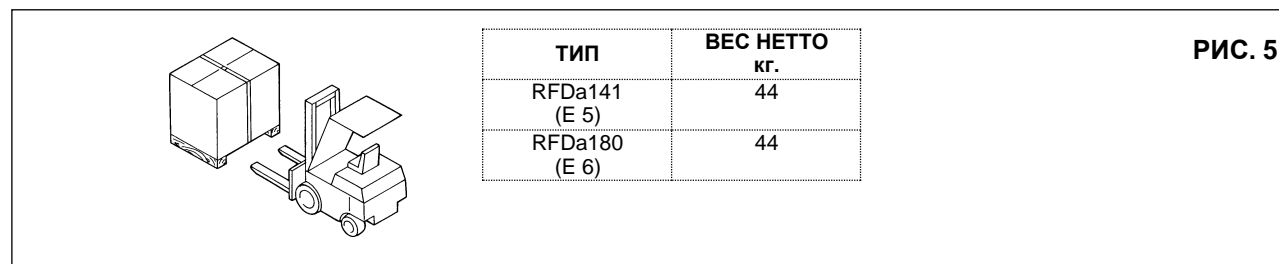 ТИП
ВЕС НЕТТО
кг.
RFDa141
(E 5)
44
RFDa180
(E 6)
44
РИС. 5